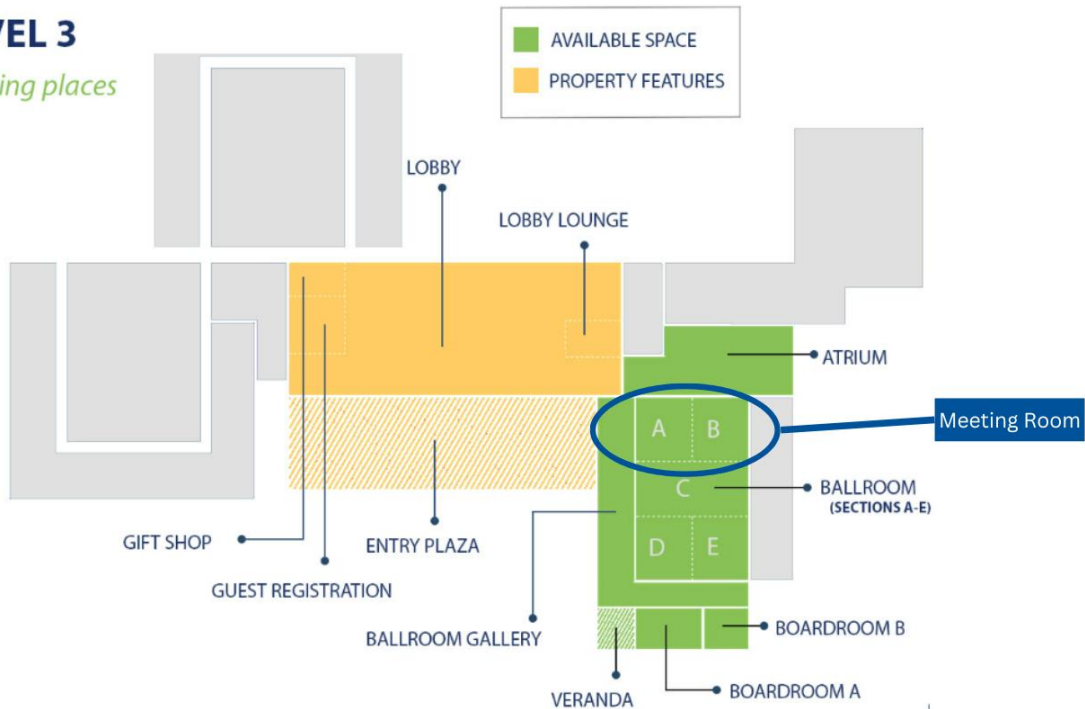 VEL 3
ing places
AVAILABLE SPACE
PROPERTY FEATURES
LOBBY
LOBBY LOUNGE
ATRIUM
Meeting Room
A
B
C
BALLROOM
(SECTIONS A-E)
D
E
GIFT SHOP
ENTRY PLAZA
GUEST REGISTRATION
BALLROOM GALLERY
BOARDROOM B
VERANDA
BOARDROOM A